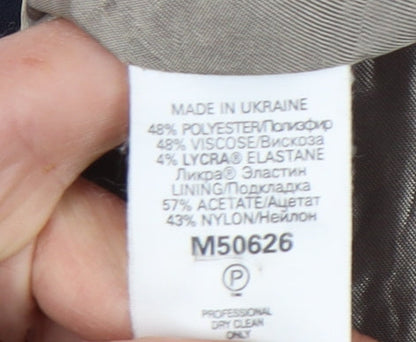 MADE IN UKRAINE
48% POLYESTER/Полиэфир
48% VISCOSE/Вискоза
4% LYCRA® ELASTANE
Ликра® Эластин
LINING/Подкладка
57% ACETATE/Ацетат
43% NYLON/Нейлон
M50626
P
PROFESSIONAL
DRY CLEAN
ONLY